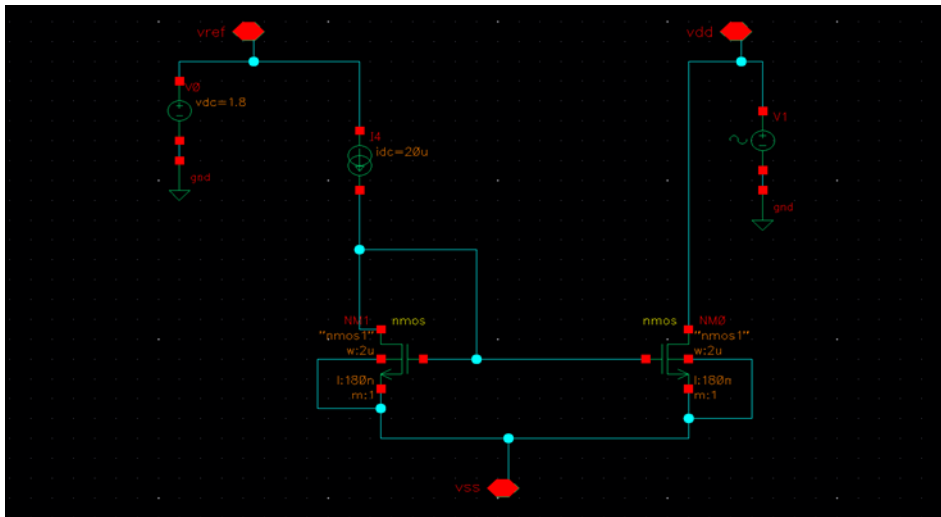 vref
vdd
V0
vdc=1.8
V1
I4
idc=20u
gnd
gnd
NM1
nmos
nmos
NM0
"nmos1"
"nmos1"
w:2u
w:2u
l:180n
l:180n
m:1
m:1
vss